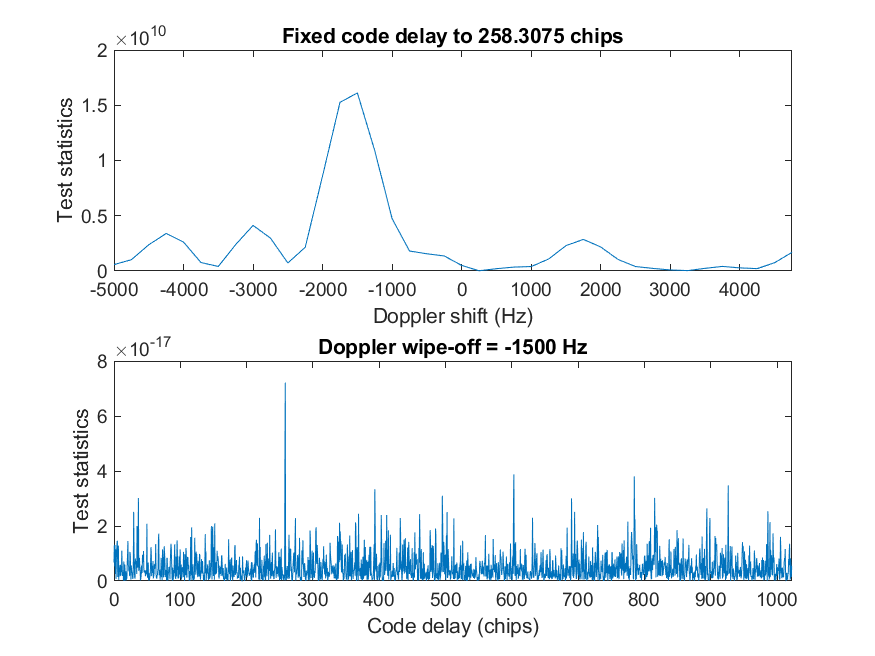 Fixed code delay to 258.3075 chips
×10^10
2
1.5
1
0.5
0
Test statistics
-5000 -4000 -3000 -2000 -1000 0 1000 2000 3000 4000
Doppler shift (Hz)
Doppler wipe-off = -1500 Hz
×10^-17
8
6
4
2
0
Test statistics
0 100 200 300 400 500 600 700 800 900 1000
Code delay (chips)